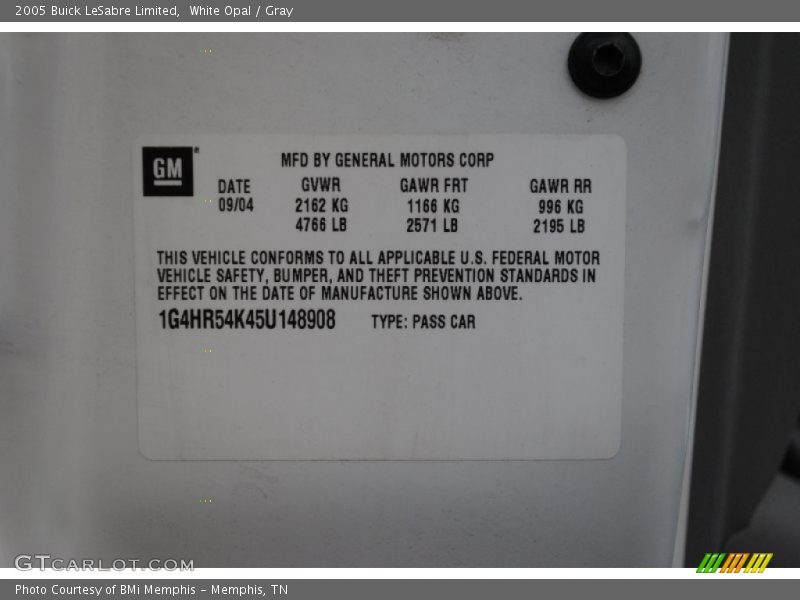 2005 Buick LeSabre Limited, White Opal / Gray
GM
MFD BY GENERAL MOTORS CORP
DATE GVWR GAWR FRT GAWR RR
09/04 2162 KG 1166 KG 996 KG
4766 LB 2571 LB 2195 LB
THIS VEHICLE CONFORMS TO ALL APPLICABLE U.S. FEDERAL MOTOR
VEHICLE SAFETY, BUMPER, AND THEFT PREVENTION STANDARDS IN
EFFECT ON THE DATE OF MANUFACTURE SHOWN ABOVE.
1G4HR54K45U148908 TYPE: PASS CAR
GTCARLOT.COM
Photo Courtesy of BMi Memphis - Memphis, TN